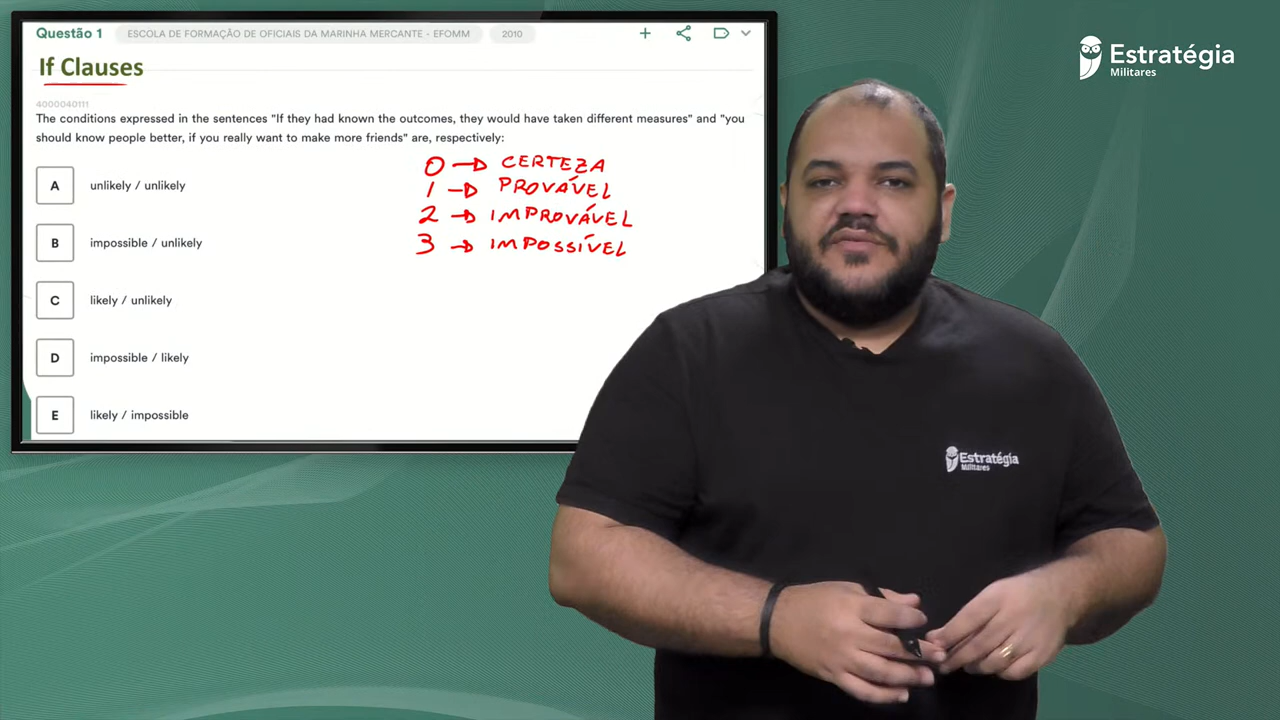 Questão 1 ESCOLA DE FORMAÇÃO DE OFICIAIS DA MARINHA MERCANTE - EFOMM 2010
If Clauses
4000040111
The conditions expressed in the sentences "If they had known the outcomes, they would have taken different measures" and "you
should know people better, if you really want to make more friends" are, respectively:
A unlikely / unlikely
B impossible / unlikely
C likely / unlikely
D impossible / likely
E likely / impossible
0 → CERTEZA
1 → PROVÁVEL
2 → IMPROVÁVEL
3 → IMPOSSÍVEL
Estratégia
Militares
Estratégia
Militares